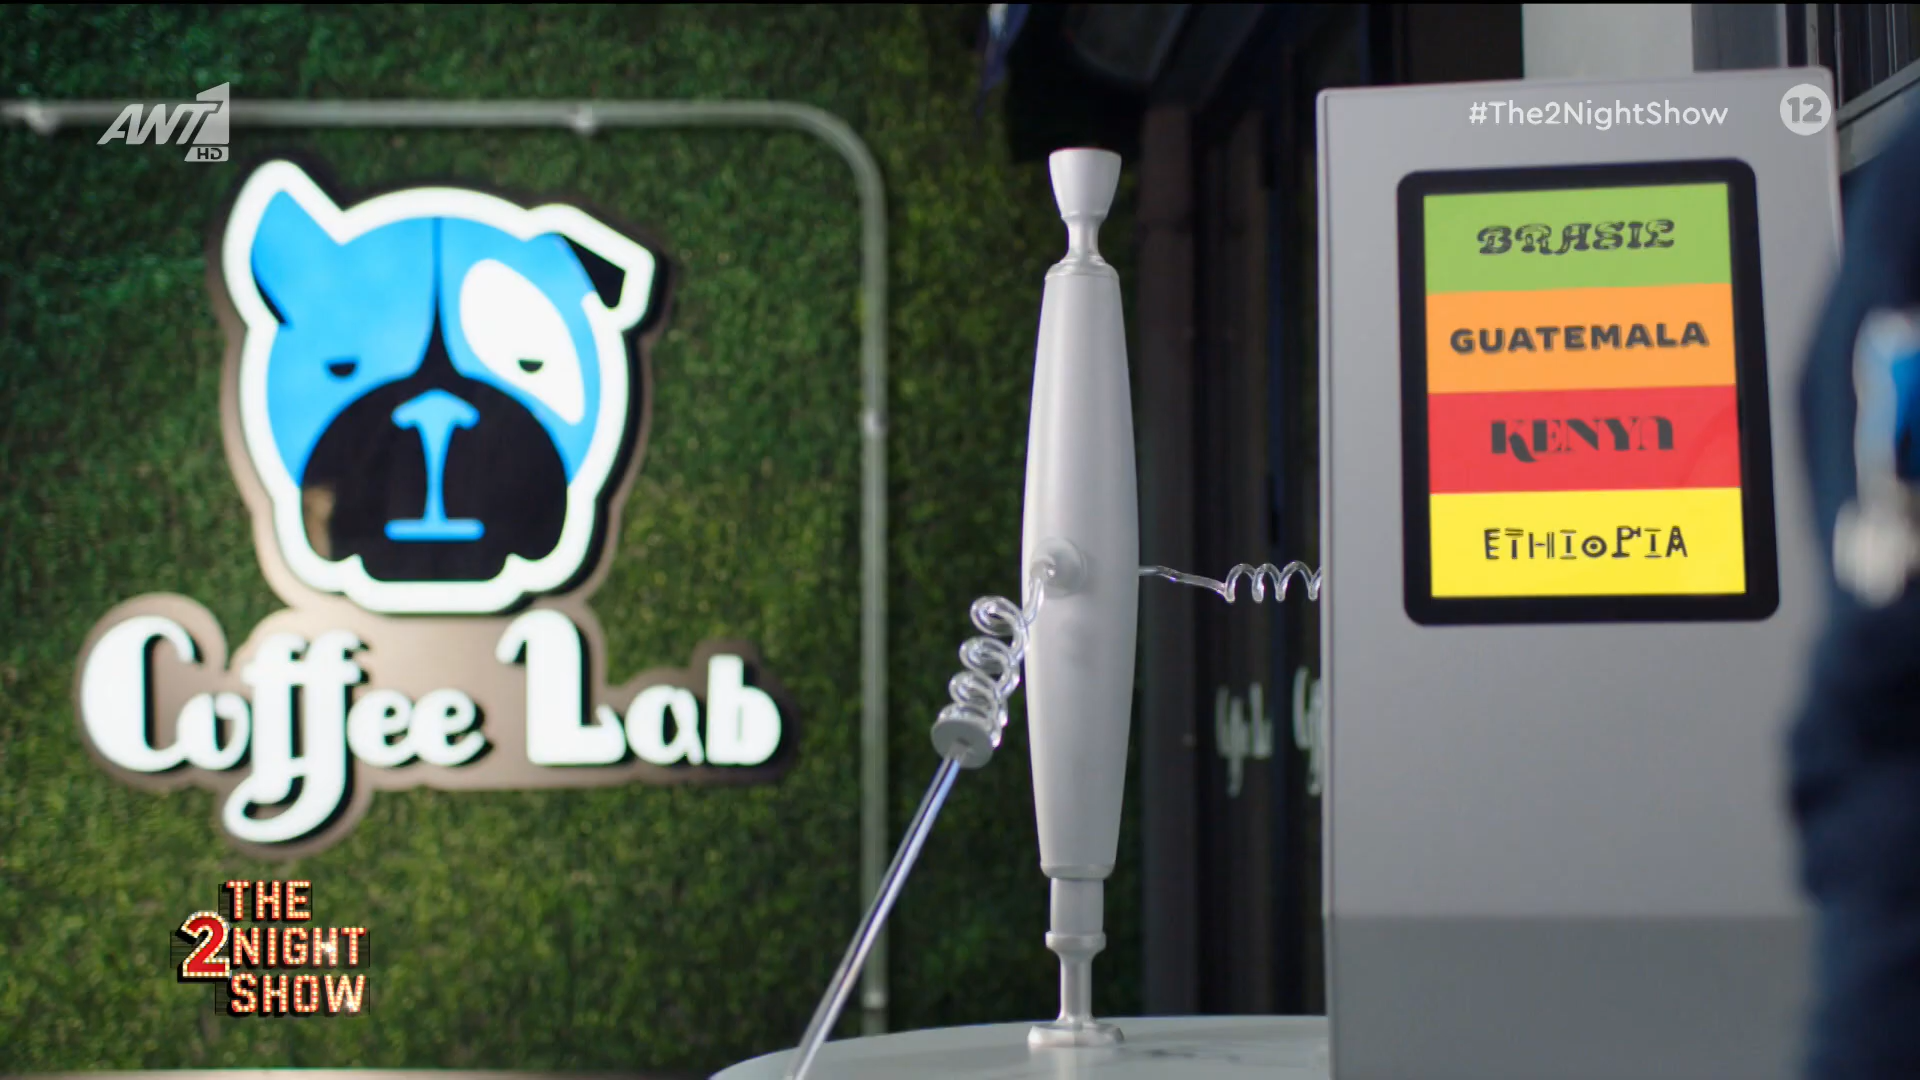 ANT1
HD
#The2NightShow
12
BRASIL
GUATEMALA
KENYA
ETHIOPIA
Coffee Lab
THE
2NIGHT
SHOW